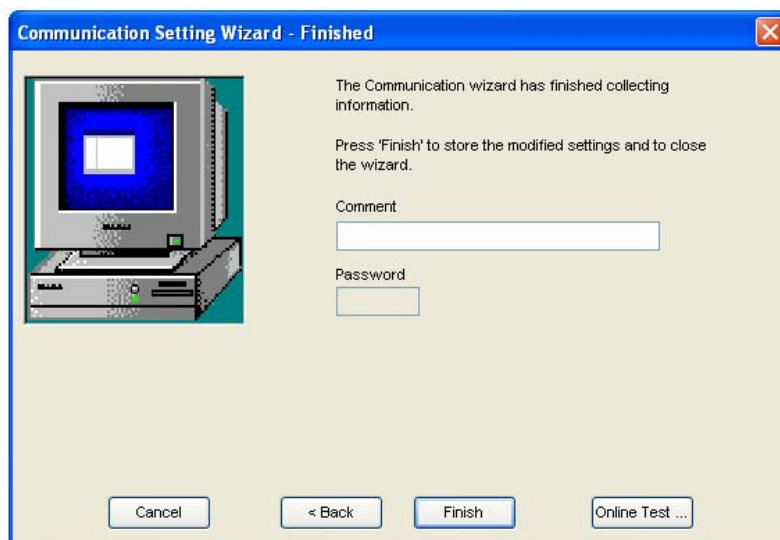 Communication Setting Wizard - Finished
The Communication wizard has finished collecting
information.
Press 'Finish' to store the modified settings and to close
the wizard.
Comment
Password
Cancel
< Back
Finish
Online Test ...